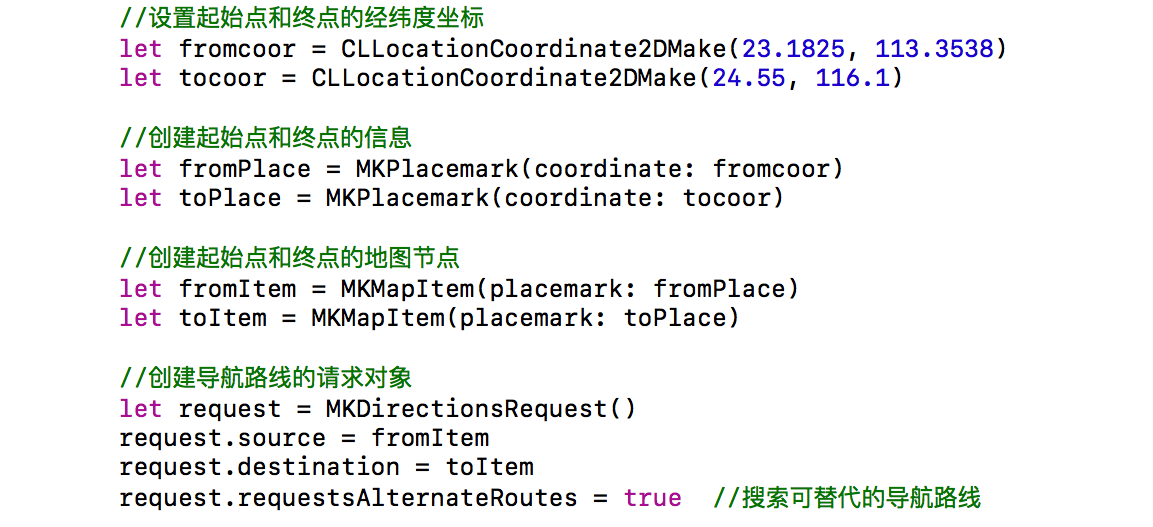 //设置起始点和终点的经纬度坐标
let fromcoor = CLLocationCoordinate2DMake(23.1825, 113.3538)
let tocoor = CLLocationCoordinate2DMake(24.55, 116.1)
//创建起始点和终点的信息
let fromPlace = MKPlacemark(coordinate: fromcoor)
let toPlace = MKPlacemark(coordinate: tocoor)
//创建起始点和终点的地图节点
let fromItem = MKMapItem(placemark: fromPlace)
let toItem = MKMapItem(placemark: toPlace)
//创建导航路线的请求对象
let request = MKDirectionsRequest()
request.source = fromItem
request.destination = toItem
request.requestsAlternateRoutes = true  //搜索可替代的导航路线